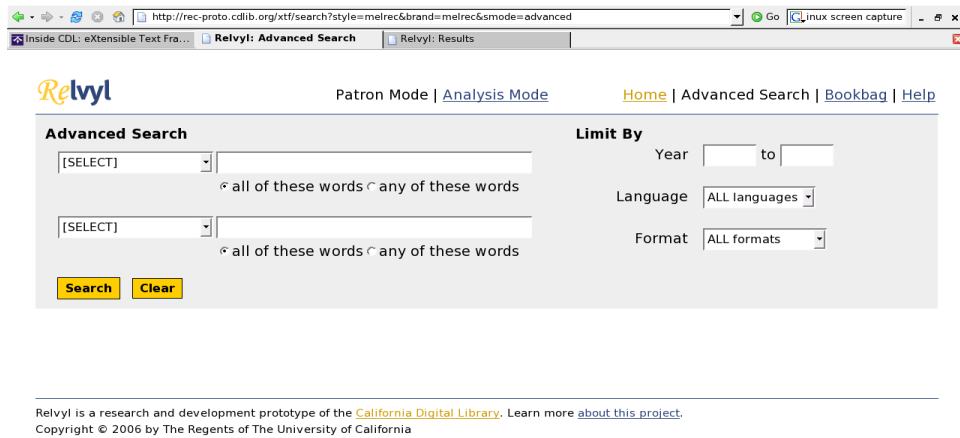 http://rec-proto.cdlib.org/xtf/search?style=melrec&brand=melrec&smode=advanced Go inux screen capture
Inside CDL: eXtensible Text Fra... Relvyl: Advanced Search Relvyl: Results
Relvyl Patron Mode | Analysis Mode Home | Advanced Search | Bookbag | Help
Advanced Search Limit By
[SELECT] Year to
all of these words any of these words
Language ALL languages
[SELECT]
Format ALL formats
all of these words any of these words
Search Clear
Relvyl is a research and development prototype of the California Digital Library. Learn more about this project.
Copyright © 2006 by The Regents of The University of California